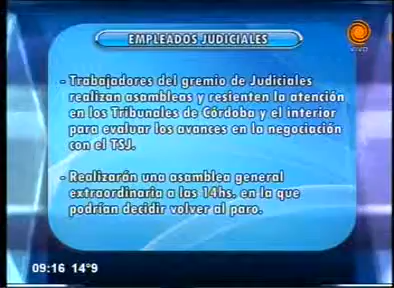 EMPLEADOS JUDICIALES
VIVO
- Trabajadores del gremio de Judiciales
realizan asambleas y resienten la atención
en los Tribunales de Córdoba y el interior
para evaluar los avances en la negociación
con el TSJ.
- Realizarán una asamblea general
extraordinaria a las 14hs. en la que
podrían decidir volver al paro.
09:16 14°9